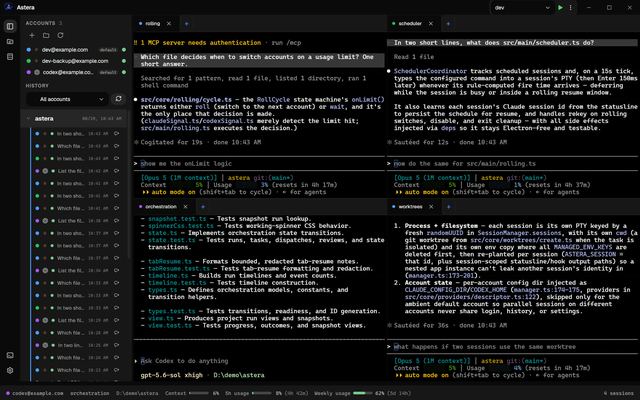 Astera
dev
ACCOUNTS 3
dev@example.com default
dev-backup@example.com
codex@example.co… default
HISTORY
All accounts
astera
In two shor…
Which file …
In two shor…
List the fil…
rolling
!! 1 MCP server needs authentication · run /mcp
Which file decides when to switch accounts on a usage limit? One
short answer.
Searched for 1 pattern, read 1 file, listed 1 directory, ran 1
shell command
src/core/rolling/cycle.ts — the RollCycle state machine's onLimit()
returns either roll (switch to the next account) or wait, and it's
the only place that decision is made.
(claudeSignal.ts/codexSignal.ts merely detect the limit hit;
src/main/rolling.ts executes the decision.)
Cogitated for 19s · done 10:43 AM
show me the onLimit logic
[Opus 5 (1M context)] | astera git:(main*)
Context 5% | Usage 3% (resets in 4h 17m)
auto mode on (shift+tab to cycle) · ← for agents
scheduler
In two short lines, what does src/main/scheduler.ts do?
Read 1 file
SchedulerCoordinator tracks scheduled sessions and, on a 15s tick,
types the configured command into a session's PTY (then Enter 150ms
later) whenever its rule-computed fire time arrives — deferring
while the session is busy or inside a rolling resume window.
It also learns each session's Claude session id from the statusline
to persist the schedule for resume, and handles rekey on rolling
switches, disable, and exit cleanup — with all side effects
injected via deps so it stays Electron-free and testable.
Sautéed for 12s · done 10:43 AM
now do the same for src/main/rolling.ts
[Opus 5 (1M context)] | astera git:(main*)
Context 5% | Usage 1% (resets in 4h 17m)
auto mode on (shift+tab to cycle) · ← for agents
orchestration
- snapshot.test.ts — Tests snapshot run lookup.
- spinnerCss.test.ts — Tests working-spinner CSS behavior.
- state.ts — Implements orchestration state transitions.
- state.test.ts — Tests runs, tasks, dispatches, reviews, and state
transitions.
- tabResume.ts — Formats bounded, redacted tab-resume notes.
- tabResume.test.ts — Tests tab-resume formatting and redaction.
- timeline.ts — Builds run timelines and event counts.
- timeline.test.ts — Tests timeline construction.
- types.ts — Defines orchestration models, constants, and
transition helpers.
- types.test.ts — Tests transitions, readiness, and ID generation.
- view.ts — Produces project run views and snapshots.
- view.test.ts — Tests progress, outcomes, and snapshot views.
Ask Codex to do anything
gpt-5.6-sol xhigh · D:\demo\astera
worktrees
1. Process + filesystem — each session is its own PTY keyed by a
fresh randomUUID in SessionManager.sessions, with its own cwd (a
git worktree from src/core/worktrees/create.ts when the task is
isolated) and its own env copy where all MANAGED_ENV_KEYS are
deleted first, then re-planted per session (ASTERA_SESSION =
that id, plus session-scoped statusline/hook output paths) so a
nested app instance can't leak another session's identity in
(manager.ts:173-201).
2. Account state — per-account config dir injected as
CLAUDE_CONFIG_DIR/CODEX_HOME (manager.ts:174-175, providers in
src/core/providers/descriptor.ts:122), skipped only for the
ambient default account so parallel sessions on different
accounts never share login, history, or settings.
Sautéed for 36s · done 10:43 AM
what happens if two sessions use the same worktree
[Opus 5 (1M context)] | astera git:(main*)
Context 5% | Usage 4% (resets in 4h 17m)
auto mode on (shift+tab to cycle) · ← for agents
codex@example.com orchestration D:\demo\astera Context 6% 5h usage 8% (4h 42m) Weekly usage 62% (5d 14h) 4 sessions